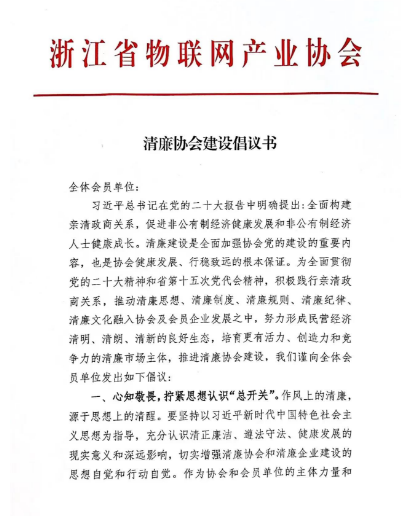 浙江省物联网产业协会
清廉协会建设倡议书
全体会员单位：
习近平总书记在党的二十大报告中明确提出：全面构建
亲清政商关系，促进非公有制经济健康发展和非公有制经济
人士健康成长。清廉建设是全面加强协会党的建设的重要内
容，也是协会健康发展、行稳致远的根本保证。为全面贯彻
党的二十大精神和省第十五次党代会精神，积极践行亲清政
商关系，推动清廉思想、清廉制度、清廉规则、清廉纪律、
清廉文化融入协会及会员企业发展之中，努力形成民营经济
清明、清朗、清新的良好生态，培育更有活力、创造力和竞
争力的清廉市场主体，推进清廉协会建设，我们谨向全体会
员单位发出如下倡议：
一、心知敬畏，拧紧思想认识“总开关”。作风上的清廉，
源于思想上的清醒。要坚持以习近平新时代中国特色社会主
义思想为指导，充分认识清正廉洁、遵法守法、健康发展的
现实意义和深远影响，切实增强清廉协会和清廉企业建设的
思想自觉和行动自觉。作为协会和会员单位的主体力量和